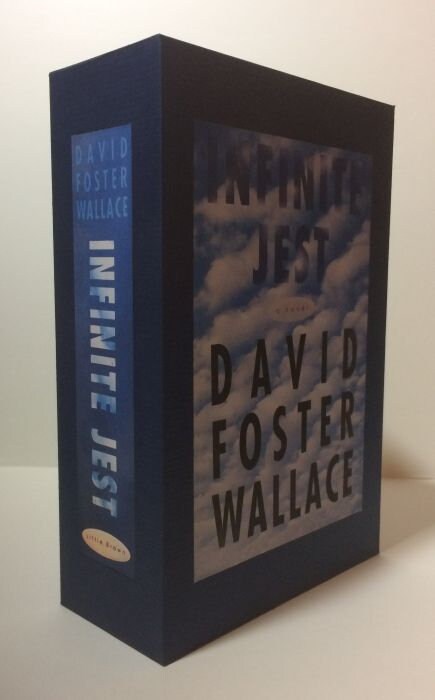 DAVID
FOSTER
WALLACE
INFINITE JEST
Little Brown
INFINITE
JEST
a novel
DAVID
FOSTER
WALLACE